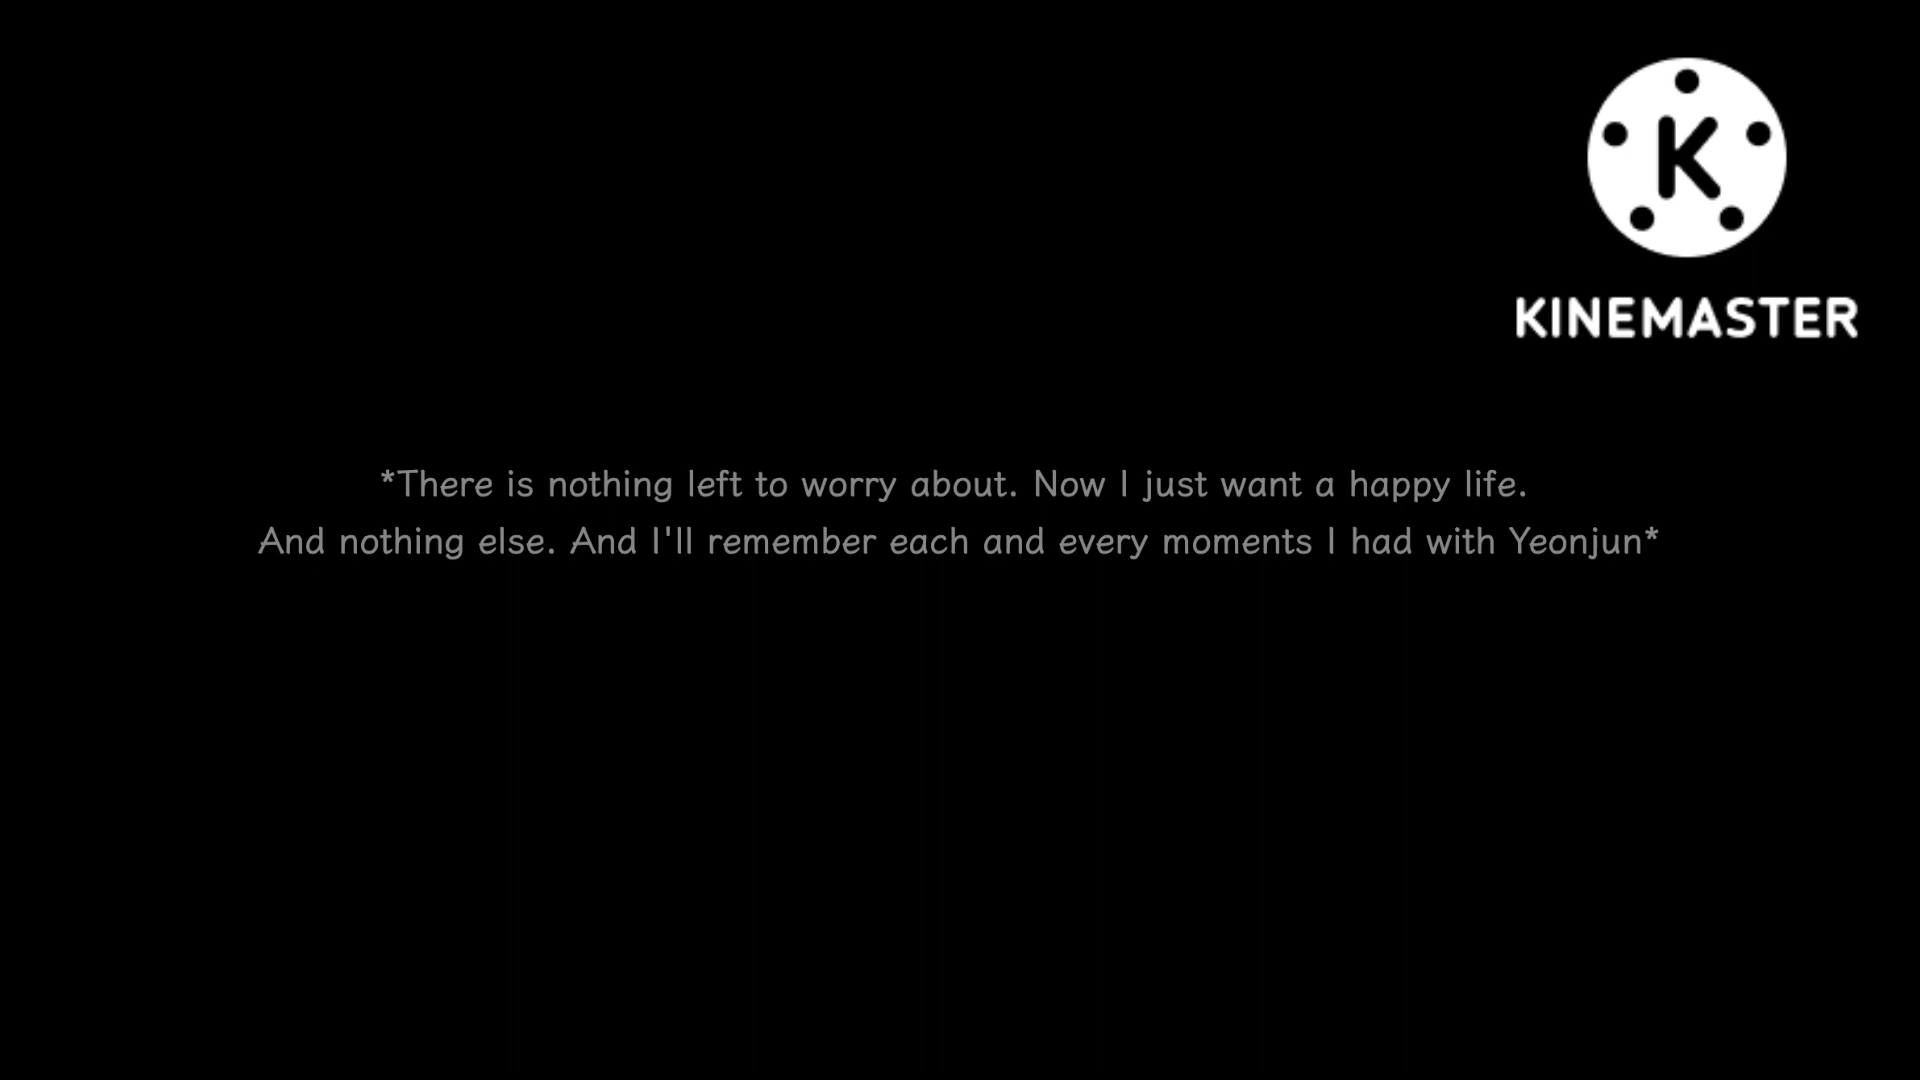 K
KINEMASTER
*There is nothing left to worry about. Now I just want a happy life.
And nothing else. And I'll remember each and every moments I had with Yeonjun*